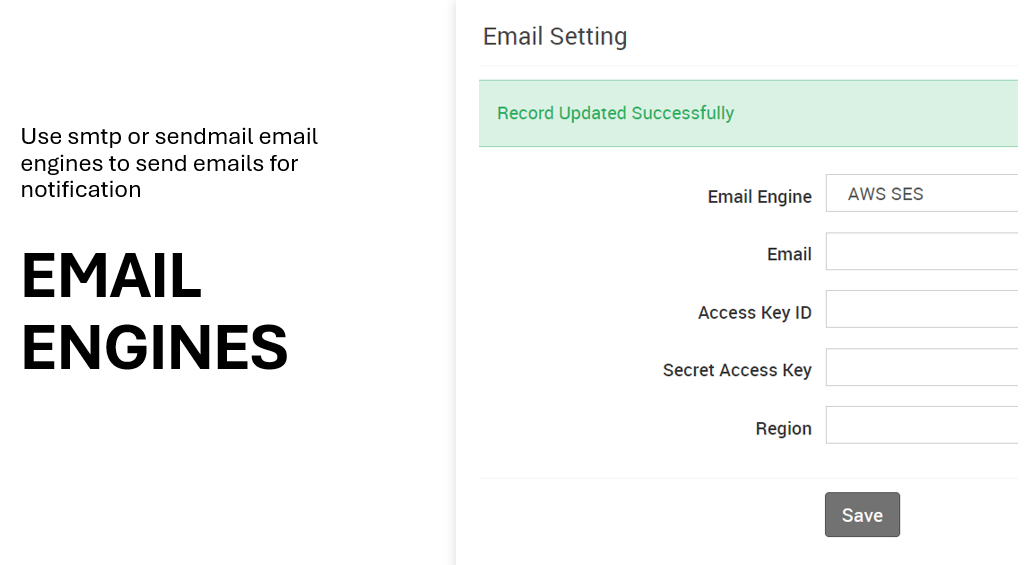 Use smtp or sendmail email
engines to send emails for
notification
EMAIL
ENGINES
Email Setting
Record Updated Successfully
Email Engine AWS SES
Email
Access Key ID
Secret Access Key
Region
Save